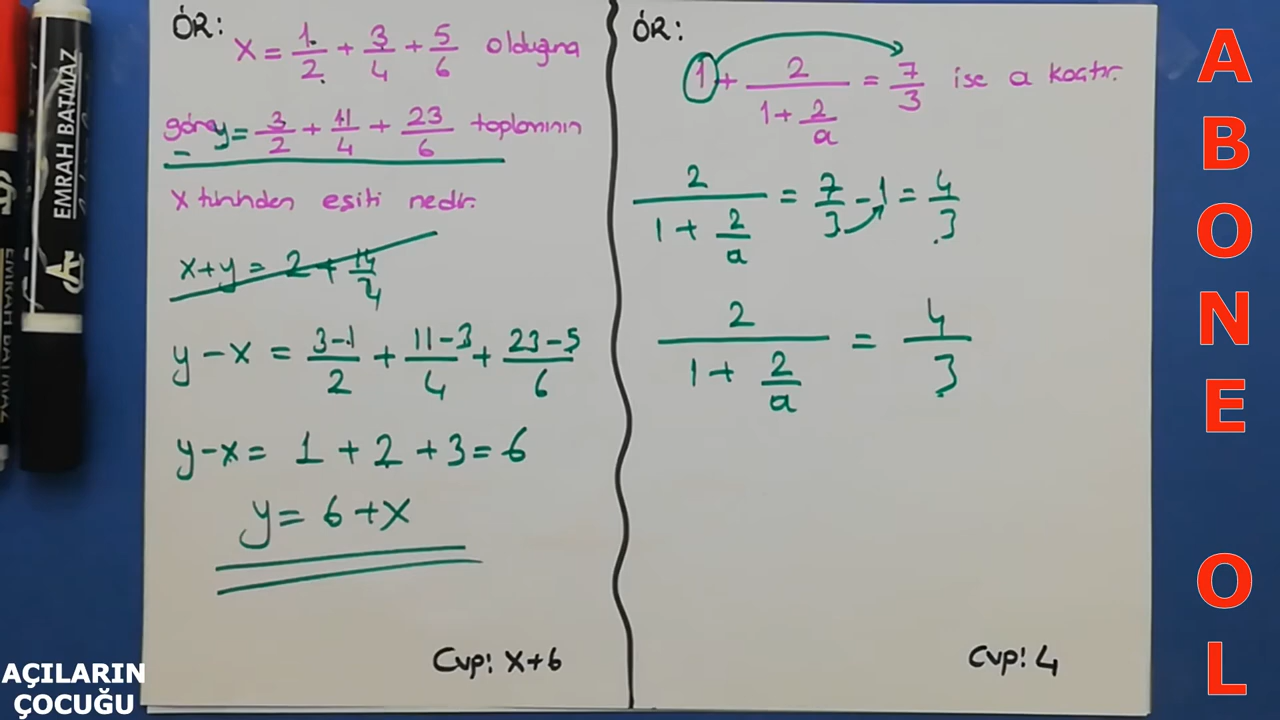 ÖR:
x = 1/2 + 3/4 + 5/6 olduğuna
göre y = 3/2 + 11/4 + 23/6 toplamının
x türünden eşiti nedir.
x+y = 2 + 14/4
y - x = 3-1/2 + 11-3/4 + 23-5/6
y-x = 1 + 2 + 3 = 6
y = 6 + x
Cvp: x+6
ÖR:
1 + 2/(1 + 2/a) = 7/3 ise a kaçtır.
2/(1 + 2/a) = 7/3 - 1 = 4/3
2/(1 + 2/a) = 4/3
Cvp: 4
EMRAH BATMAZ
AÇILARIN
ÇOCUĞU
ABONE
OL